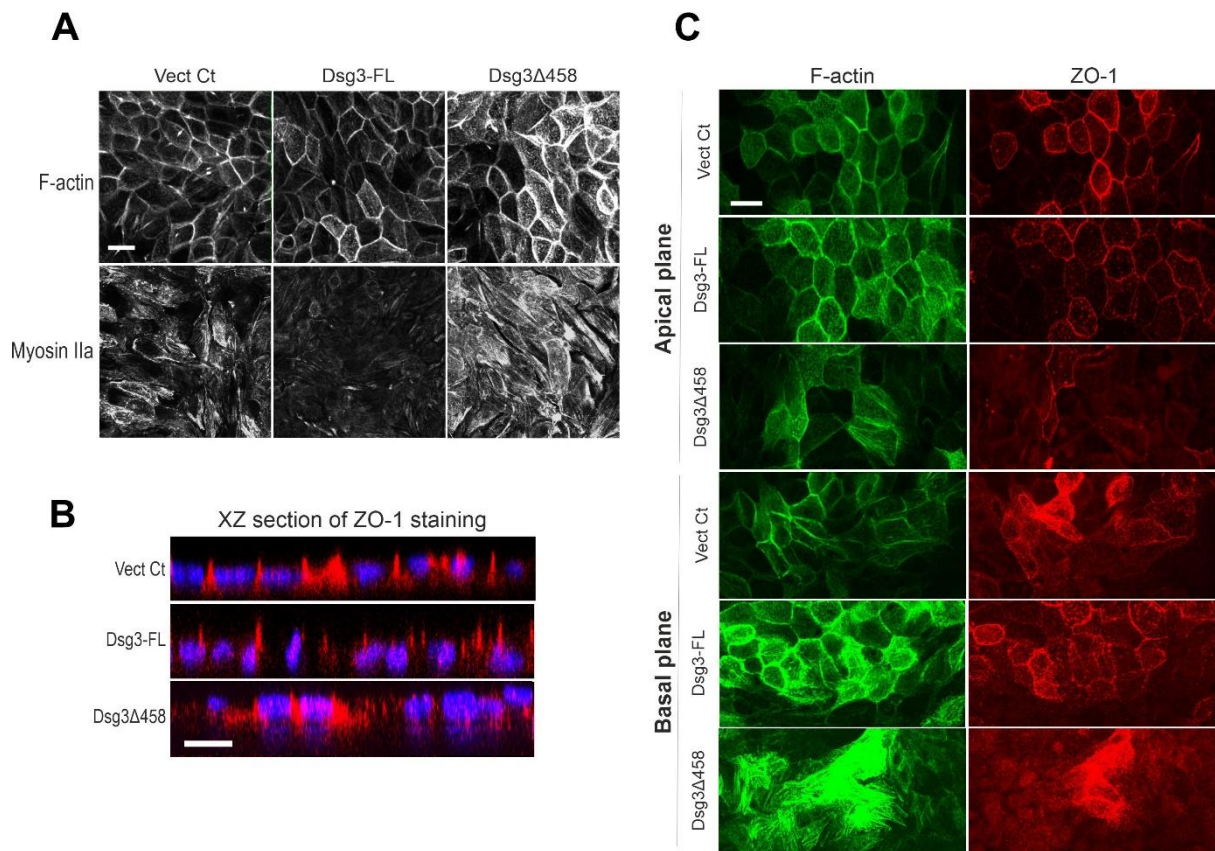 A
Vect Ct Dsg3-FL Dsg3Δ458
F-actin
Myosin IIa
B
XZ section of ZO-1 staining
Vect Ct
Dsg3-FL
Dsg3Δ458
C
F-actin ZO-1
Apical plane
Vect Ct
Dsg3-FL
Dsg3Δ458
Basal plane
Vect Ct
Dsg3-FL
Dsg3Δ458